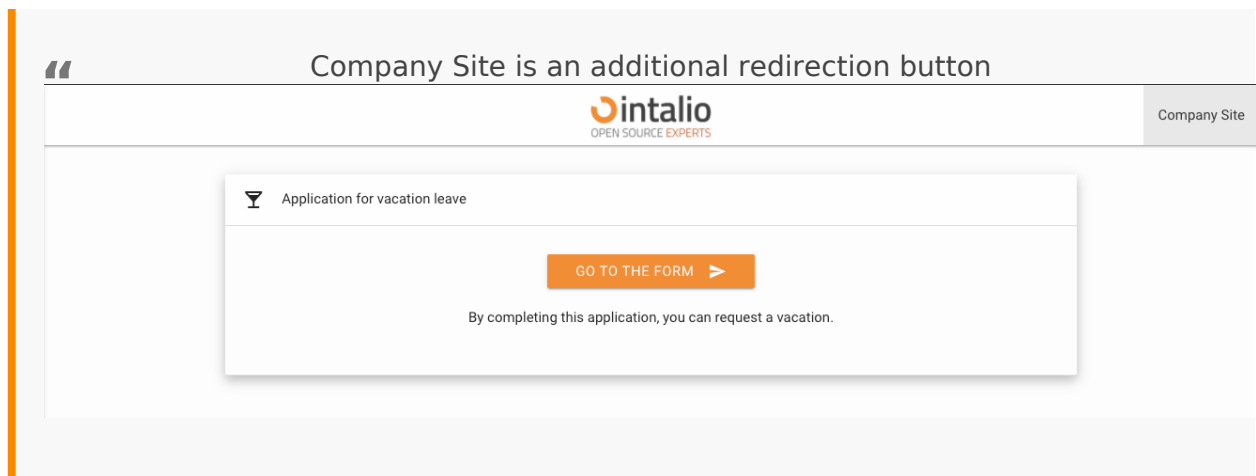 “
Company Site is an additional redirection button
intalio
OPEN SOURCE EXPERTS
Company Site
Application for vacation leave
GO TO THE FORM
By completing this application, you can request a vacation.